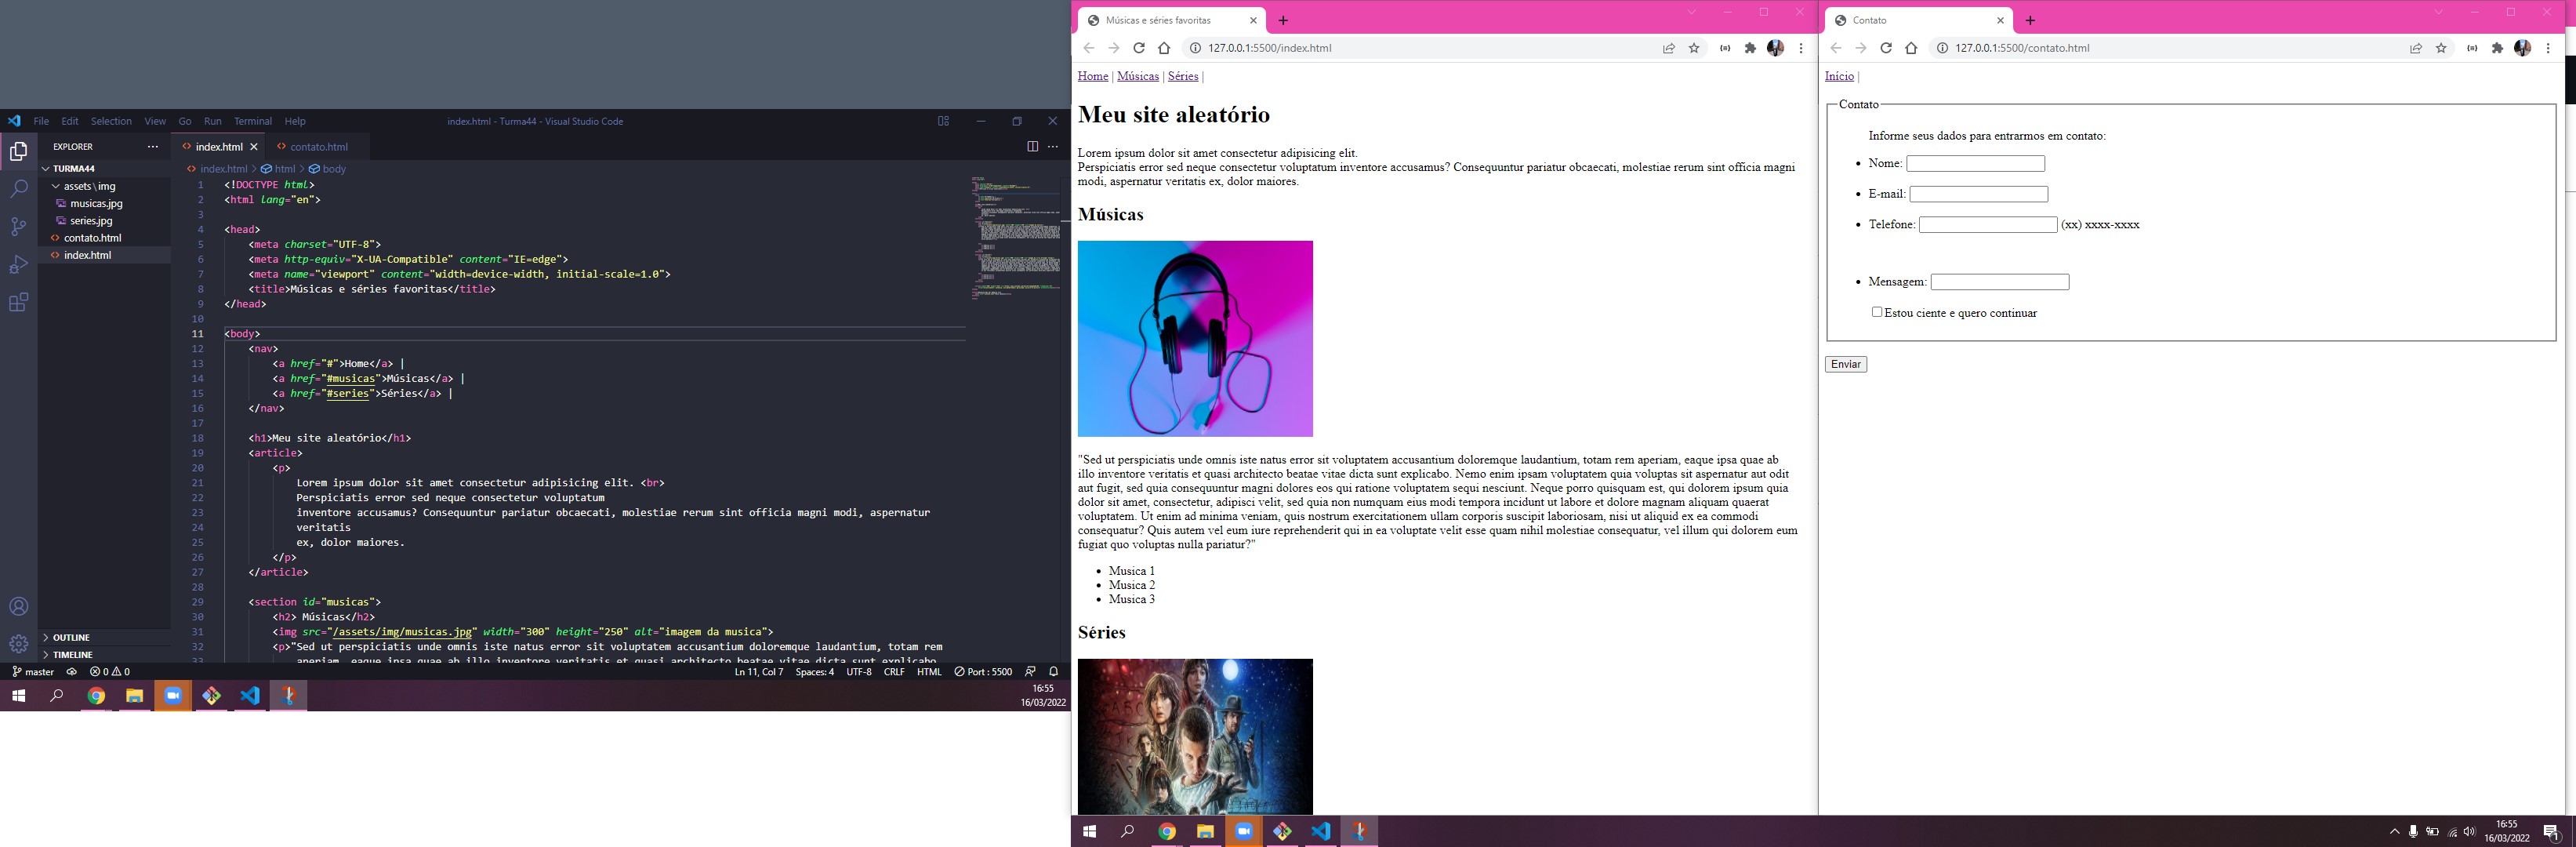 File Edit Selection View Go Run Terminal Help
index.html - Turma44 - Visual Studio Code
EXPLORER
TURMA44
assets\img
musicas.jpg
series.jpg
contato.html
index.html
OUTLINE
TIMELINE
index.html
contato.html
index.html > html > body
1 <!DOCTYPE html>
2 <html lang="en">
3
4 <head>
5 <meta charset="UTF-8">
6 <meta http-equiv="X-UA-Compatible" content="IE=edge">
7 <meta name="viewport" content="width=device-width, initial-scale=1.0">
8 <title>Músicas e séries favoritas</title>
9 </head>
10
11 <body>
12 <nav>
13 <a href="#">Home</a> |
14 <a href="#musicas">Músicas</a> |
15 <a href="#series">Séries</a> |
16 </nav>
17
18 <h1>Meu site aleatório</h1>
19 <article>
20 <p>
21 Lorem ipsum dolor sit amet consectetur adipisicing elit. <br>
22 Perspiciatis error sed neque consectetur voluptatum
23 inventore accusamus? Consequuntur pariatur obcaecati, molestiae rerum sint officia magni modi, aspernatur
24 veritatis
25 ex, dolor maiores.
26 </p>
27 </article>
28
29 <section id="musicas">
30 <h2> Músicas</h2>
31 <img src="/assets/img/musicas.jpg" width="300" height="250" alt="imagem da musica">
32 <p>"Sed ut perspiciatis unde omnis iste natus error sit voluptatem accusantium doloremque laudantium, totam rem
33 aperiam, eaque ipsa quae ab illo inventore veritatis et quasi architecto beatae vitae dicta sunt explicabo.
master
0 0
Ln 11, Col 7 Spaces: 4 UTF-8 CRLF HTML Port : 5500
16:55
16/03/2022
Músicas e séries favoritas
127.0.0.1:5500/index.html
Home | Músicas | Séries |
Meu site aleatório
Lorem ipsum dolor sit amet consectetur adipisicing elit.
Perspiciatis error sed neque consectetur voluptatum inventore accusamus? Consequuntur pariatur obcaecati, molestiae rerum sint officia magni
modi, aspernatur veritatis ex, dolor maiores.
Músicas
"Sed ut perspiciatis unde omnis iste natus error sit voluptatem accusantium doloremque laudantium, totam rem aperiam, eaque ipsa quae ab
illo inventore veritatis et quasi architecto beatae vitae dicta sunt explicabo. Nemo enim ipsam voluptatem quia voluptas sit aspernatur aut odit
aut fugit, sed quia consequuntur magni dolores eos qui ratione voluptatem sequi nesciunt. Neque porro quisquam est, qui dolorem ipsum quia
dolor sit amet, consectetur, adipisci velit, sed quia non numquam eius modi tempora incidunt ut labore et dolore magnam aliquam quaerat
voluptatem. Ut enim ad minima veniam, quis nostrum exercitationem ullam corporis suscipit laboriosam, nisi ut aliquid ex ea commodi
consequatur? Quis autem vel eum iure reprehenderit qui in ea voluptate velit esse quam nihil molestiae consequatur, vel illum qui dolorem eum
fugiat quo voluptas nulla pariatur?"
• Musica 1
• Musica 2
• Musica 3
Séries
Contato
127.0.0.1:5500/contato.html
Início |
Contato
Informe seus dados para entrarmos em contato:
• Nome:
• E-mail:
• Telefone: (xx) xxxx-xxxx
• Mensagem:
Estou ciente e quero continuar
Enviar
16:55
16/03/2022
1